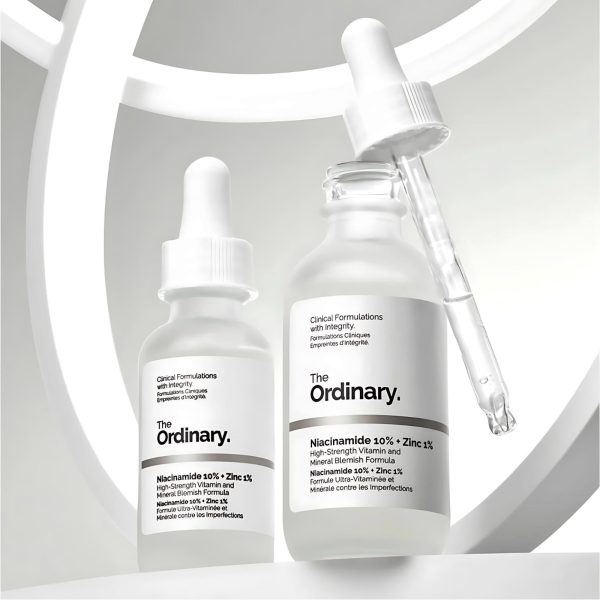 Clinical Formulations
with Integrity.
Formulations Cliniques
Empreintes d'Intégrité.
The
Ordinary.
Niacinamide 10% + Zinc 1%
High-Strength Vitamin and
Mineral Blemish Formula
Niacinamide 10% + Zinc 1%
Formule Ultra-Vitaminée et
Minérale contre les Imperfections
Clinical Formulations
with Integrity.
Formulations Cliniques
Empreintes d'Intégrité.
The
Ordinary.
Niacinamide 10% + Zinc 1%
High-Strength Vitamin and
Mineral Blemish Formula
Niacinamide 10% + Zinc 1%
Formule Ultra-Vitaminée et
Minérale contre les Imperfections